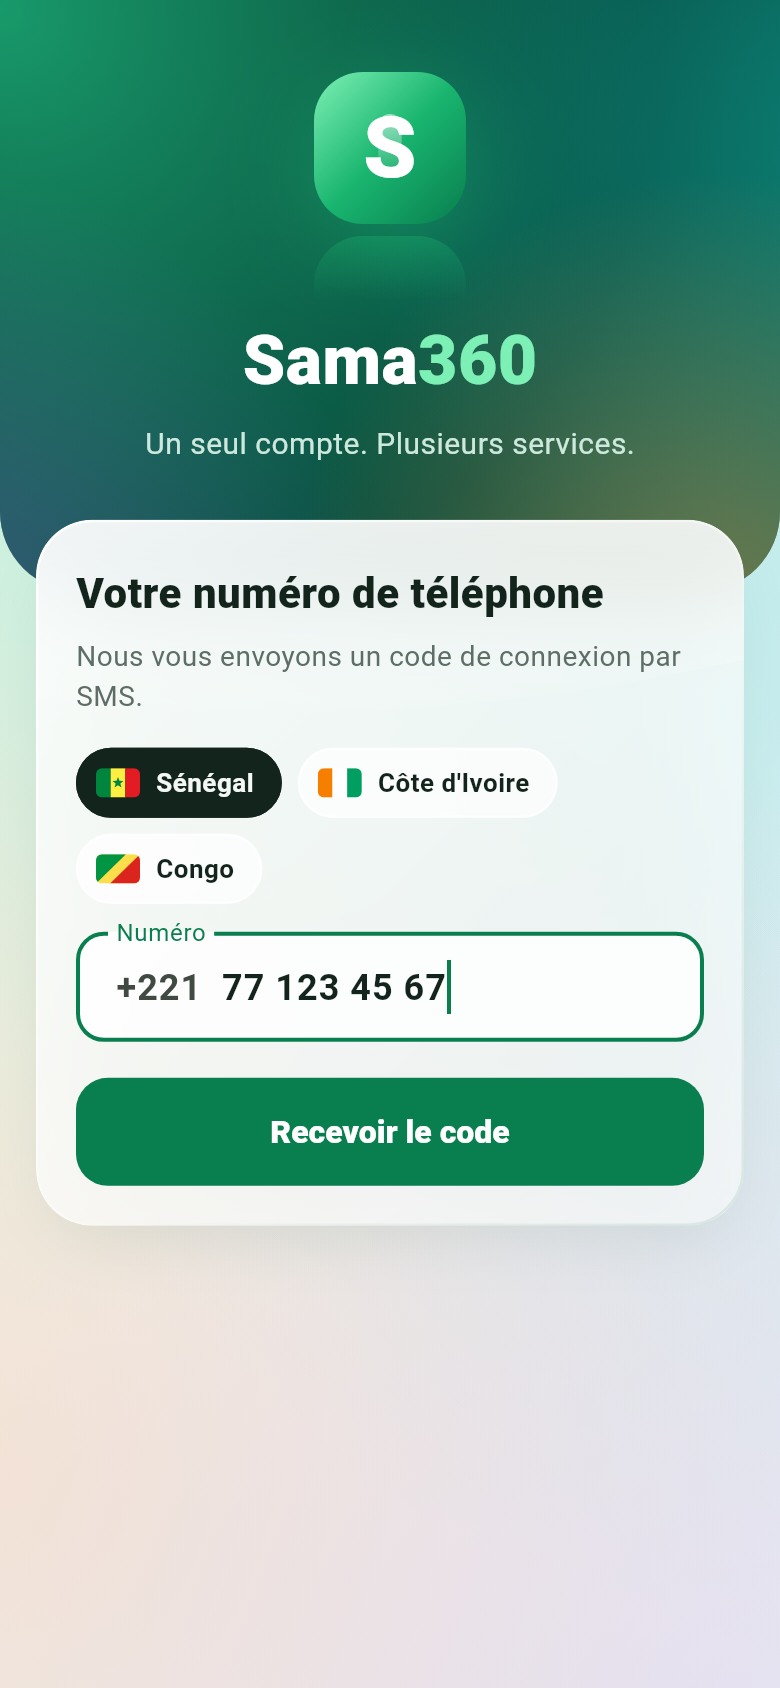 S
Sama360
Un seul compte. Plusieurs services.
Votre numéro de téléphone
Nous vous envoyons un code de connexion par
SMS.
Sénégal
Côte d'Ivoire
Congo
Numéro
+221 77 123 45 67
Recevoir le code